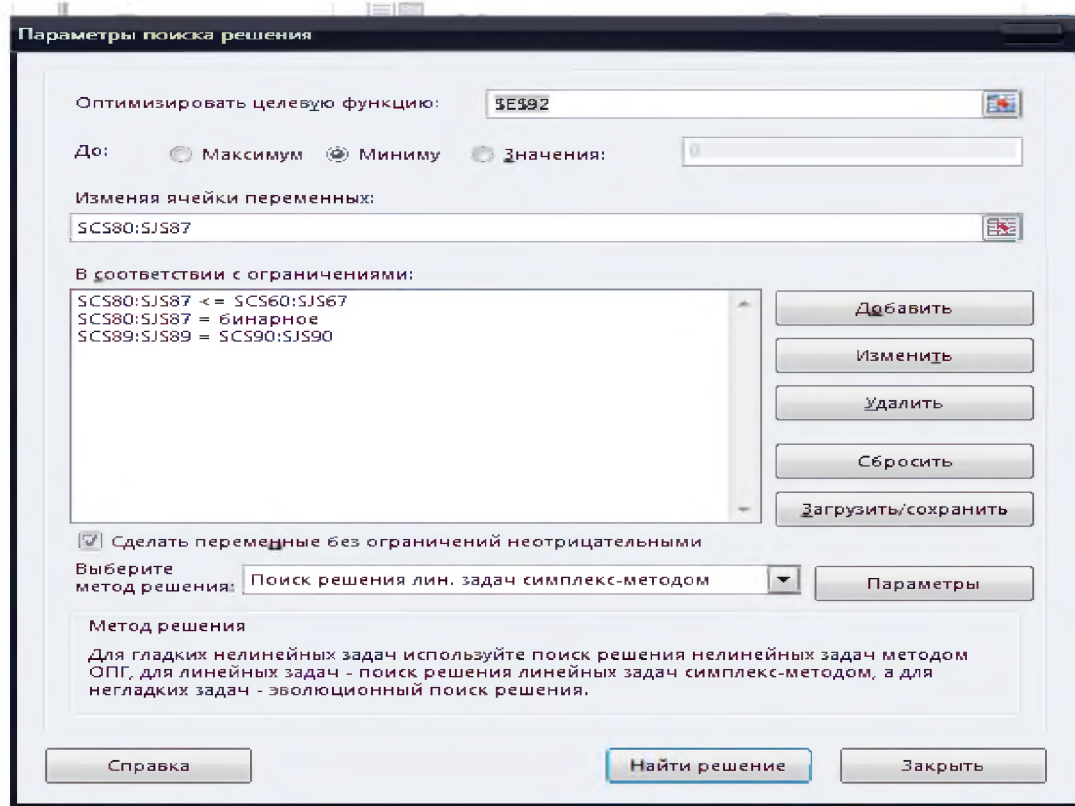 Параметры поиска решения
Оптимизировать целевую функцию: $E$92
До: Максимум Миниму Значения: 0
Изменяя ячейки переменных:
$C$80:$J$87
В соответствии с ограничениями:
$C$80:$J$87 <= $C$60:$J$67
$C$80:$J$87 = бинарное
$C$89:$J$89 = $C$90:$J$90
Добавить
Изменить
Удалить
Сбросить
Загрузить/сохранить
Сделать переменные без ограничений неотрицательными
Выберите
метод решения: Поиск решения лин. задач симплекс-методом Параметры
Метод решения
Для гладких нелинейных задач используйте поиск решения нелинейных задач методом
ОПГ, для линейных задач - поиск решения линейных задач симплекс-методом, а для
негладких задач - эволюционный поиск решения.
Справка Найти решение Закрыть